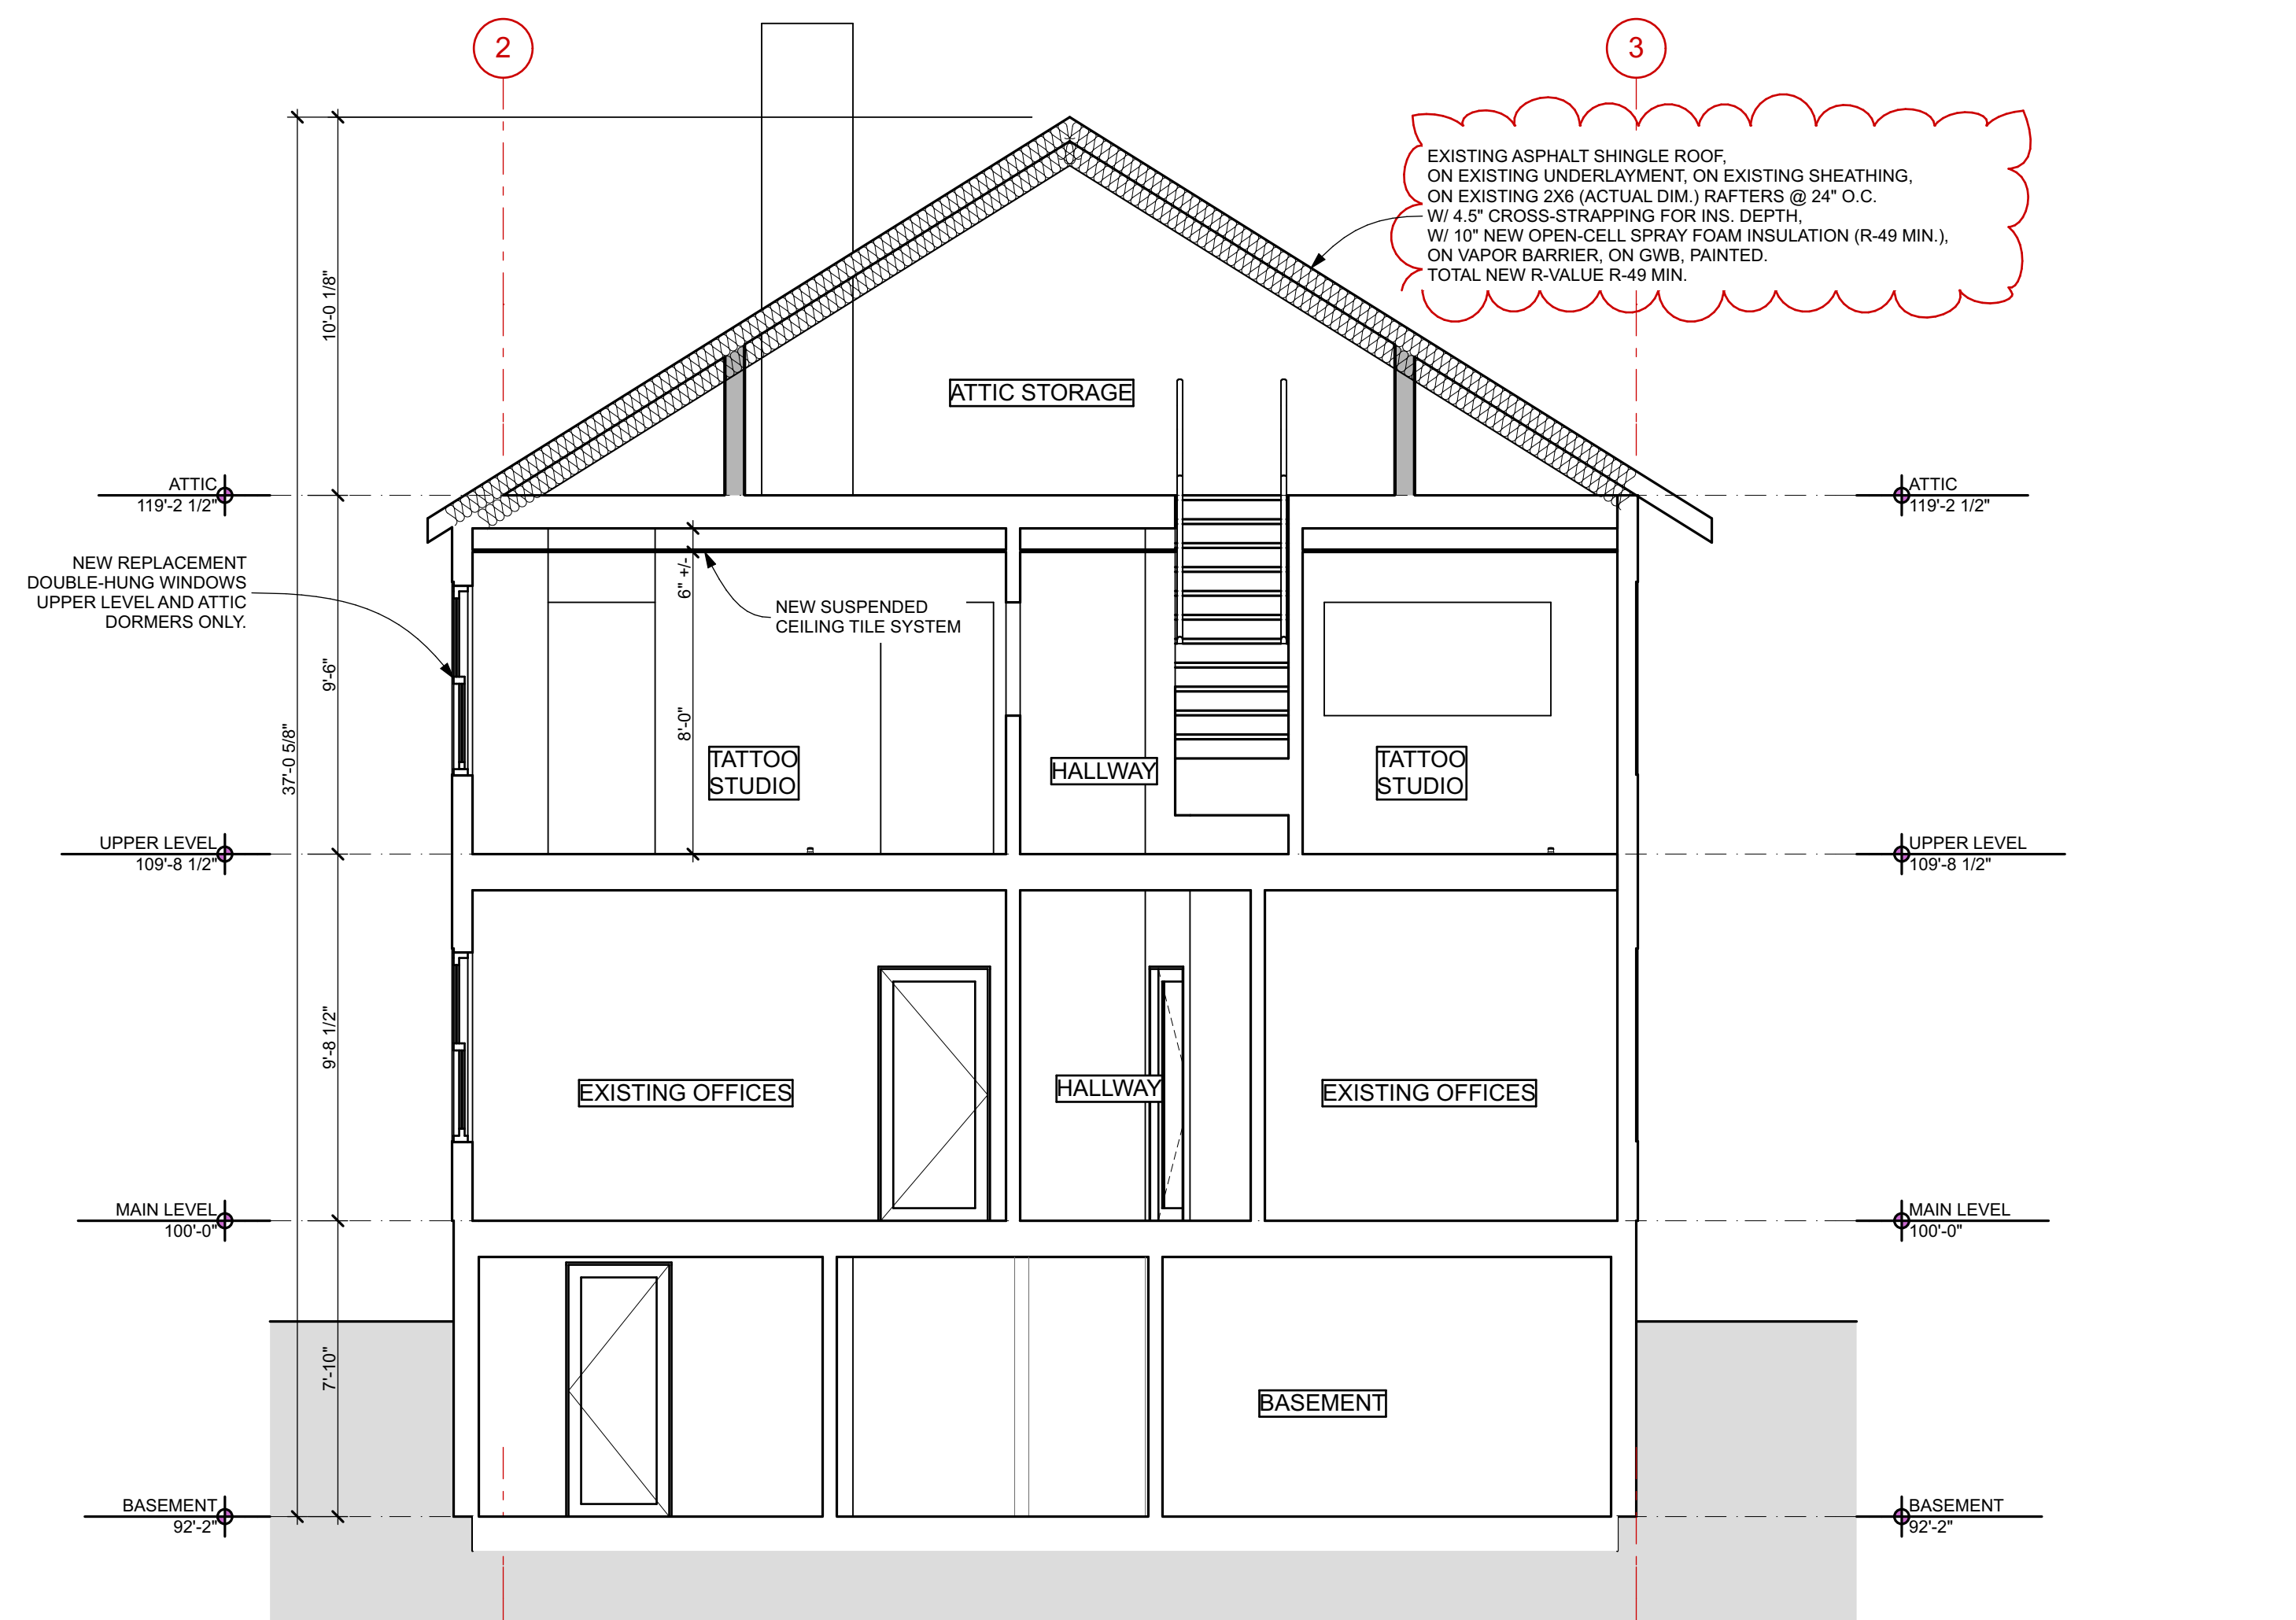 2
3
EXISTING ASPHALT SHINGLE ROOF,
ON EXISTING UNDERLAYMENT, ON EXISTING SHEATHING,
ON EXISTING 2X6 (ACTUAL DIM.) RAFTERS @ 24" O.C.
W/ 4.5" CROSS-STRAPPING FOR INS. DEPTH,
W/ 10" NEW OPEN-CELL SPRAY FOAM INSULATION (R-49 MIN.),
ON VAPOR BARRIER, ON GWB, PAINTED.
TOTAL NEW R-VALUE R-49 MIN.
10'-0 1/8"
ATTIC STORAGE
ATTIC
119'-2 1/2"
ATTIC
119'-2 1/2"
NEW REPLACEMENT
DOUBLE-HUNG WINDOWS
UPPER LEVEL AND ATTIC
DORMERS ONLY.
6" +/-
NEW SUSPENDED
CEILING TILE SYSTEM
9'-6"
8'-0"
37'-0 5/8"
TATTOO
STUDIO
HALLWAY
TATTOO
STUDIO
UPPER LEVEL
109'-8 1/2"
UPPER LEVEL
109'-8 1/2"
9'-8 1/2"
EXISTING OFFICES
HALLWAY
EXISTING OFFICES
MAIN LEVEL
100'-0"
MAIN LEVEL
100'-0"
7'-10"
BASEMENT
BASEMENT
92'-2"
BASEMENT
92'-2"